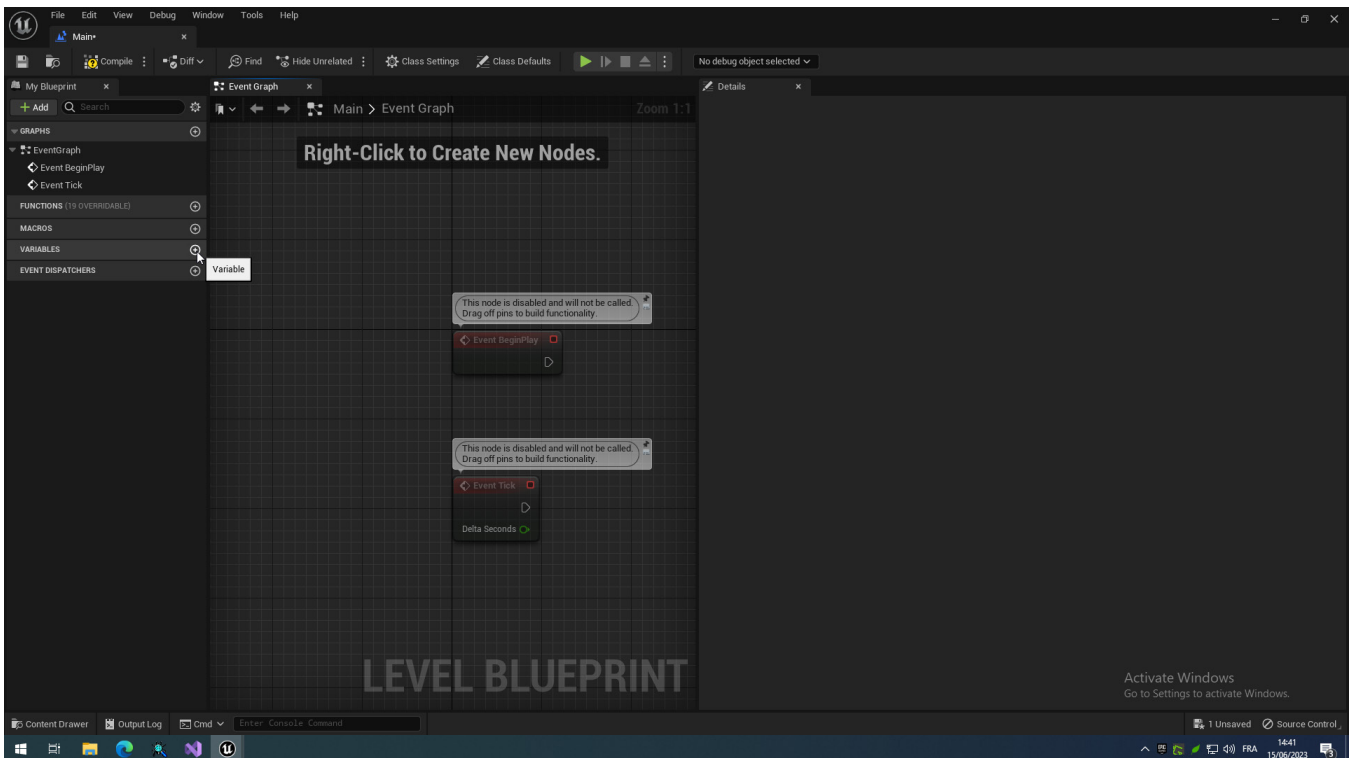 File Edit View Debug Window Tools Help
Main•
Compile Diff Find Hide Unrelated Class Settings Class Defaults No debug object selected
My Blueprint Event Graph Details
+ Add Search Main > Event Graph Zoom 1:1
GRAPHS
EventGraph
Event BeginPlay
Event Tick
FUNCTIONS (19 OVERRIDABLE)
MACROS
VARIABLES
EVENT DISPATCHERS
Variable
Right-Click to Create New Nodes.
This node is disabled and will not be called.
Drag off pins to build functionality.
Event BeginPlay
This node is disabled and will not be called.
Drag off pins to build functionality.
Event Tick
Delta Seconds
LEVEL BLUEPRINT
Activate Windows
Go to Settings to activate Windows.
Content Drawer Output Log Cmd Enter Console Command 1 Unsaved Source Control
FRA 14:41
15/06/2023 3